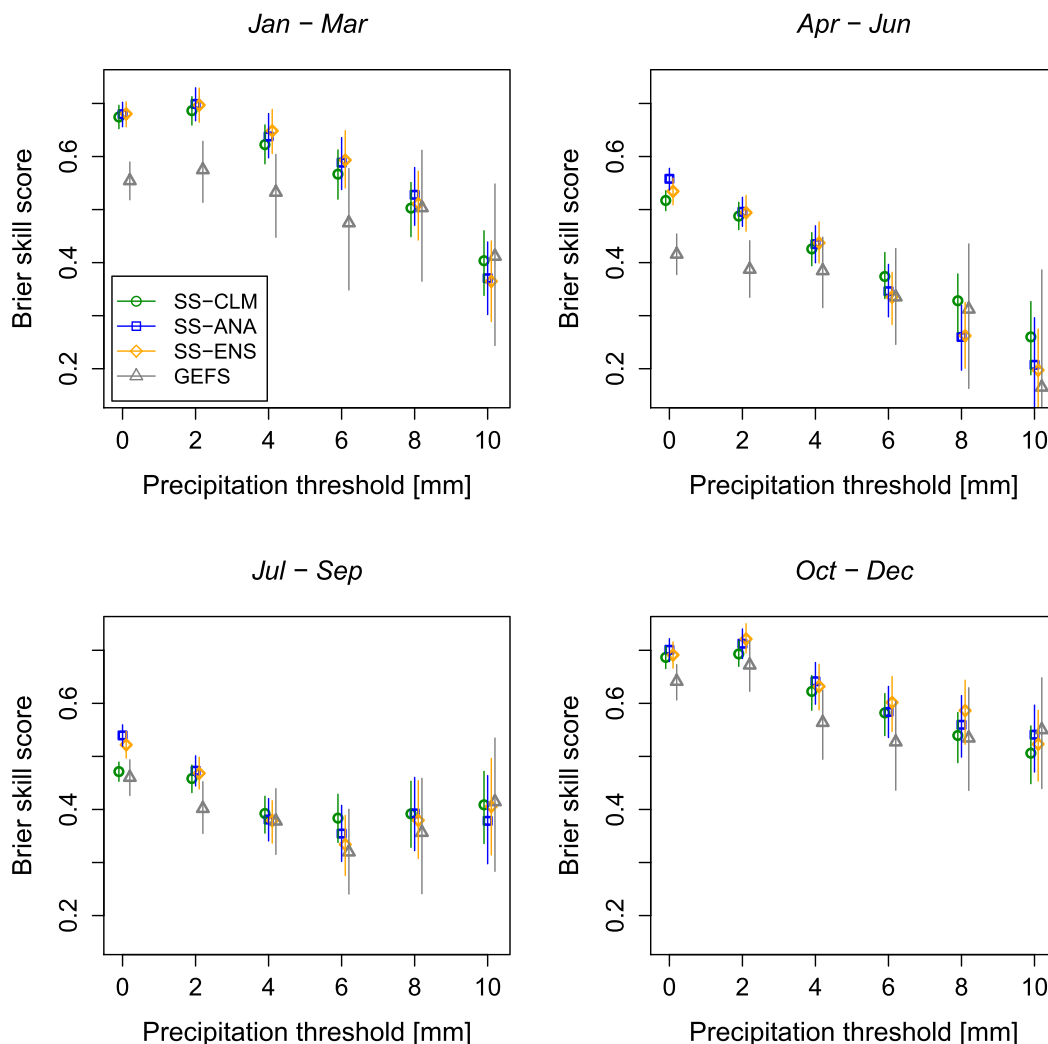 Jan − Mar
Brier skill score
0.2 0.4 0.6
SS−CLM
SS−ANA
SS−ENS
GEFS
0 2 4 6 8 10
Precipitation threshold [mm]
Apr − Jun
Brier skill score
0.2 0.4 0.6
0 2 4 6 8 10
Precipitation threshold [mm]
Jul − Sep
Brier skill score
0.2 0.4 0.6
0 2 4 6 8 10
Precipitation threshold [mm]
Oct − Dec
Brier skill score
0.2 0.4 0.6
0 2 4 6 8 10
Precipitation threshold [mm]